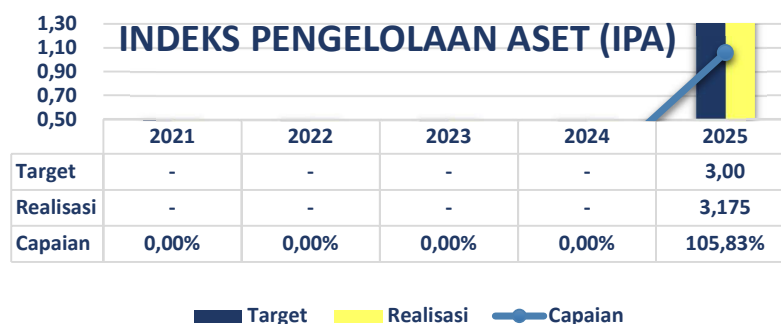 INDEKS PENGELOLAAN ASET (IPA)
1,30
1,10
0,90
0,70
0,50
2021 2022 2023 2024 2025
Target - - - - 3,00
Realisasi - - - - 3,175
Capaian 0,00% 0,00% 0,00% 0,00% 105,83%
Target Realisasi Capaian